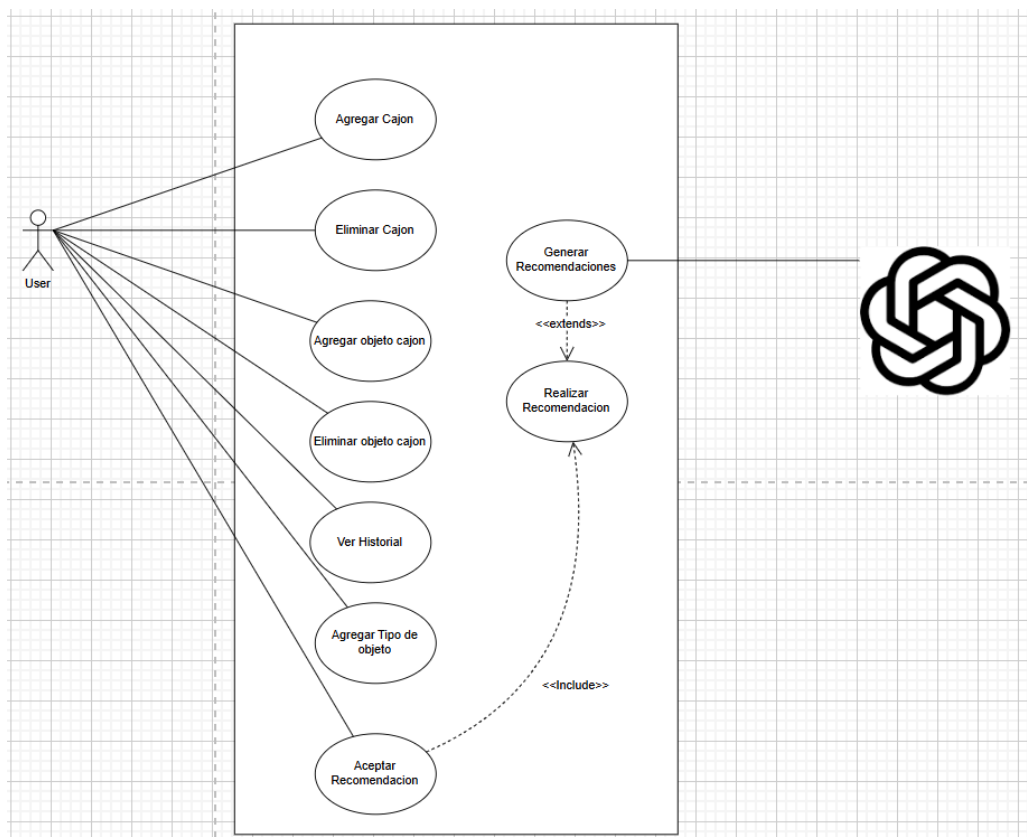 Agregar Cajon
Eliminar Cajon
User
Generar
Recomendaciones
<<extends>>
Agregar objeto cajon
Realizar
Recomendacion
Eliminar objeto cajon
Ver Historial
Agregar Tipo de
objeto
<<Include>>
Aceptar
Recomendacion